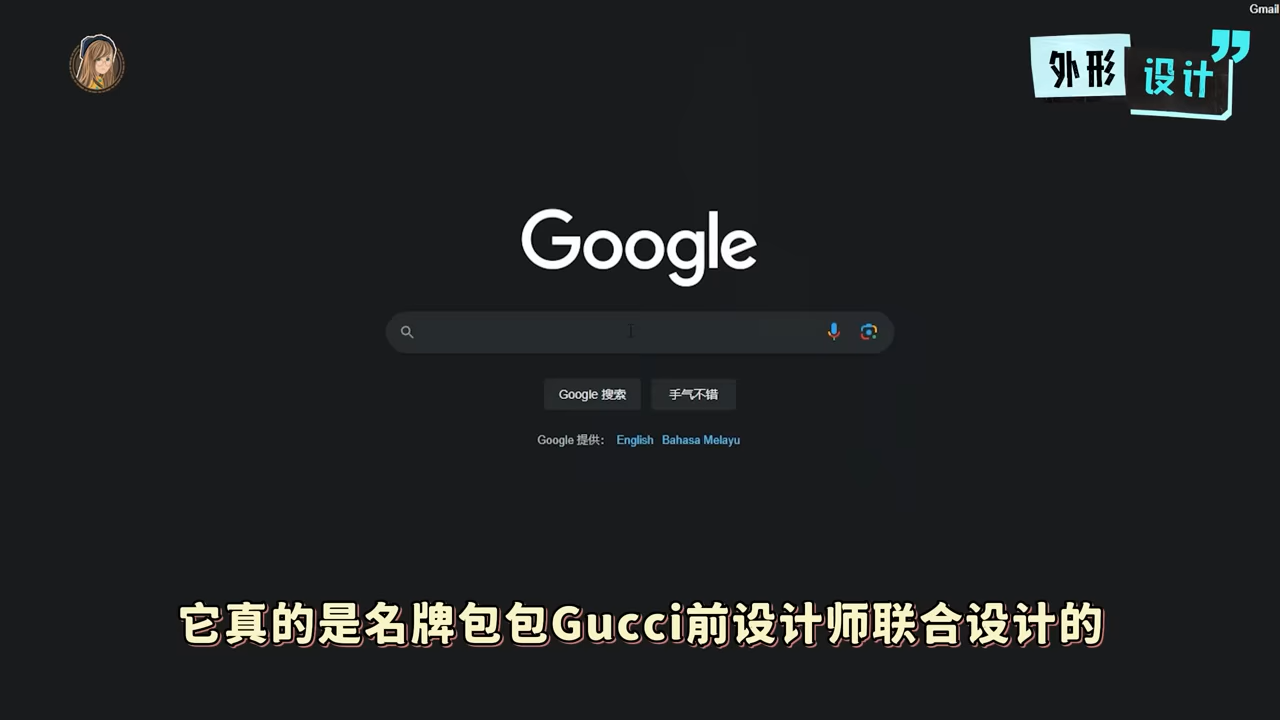 Gmail
外形
设计
Google
Google 搜索
手气不错
Google 提供： English Bahasa Melayu
它真的是名牌包包Gucci前设计师联合设计的